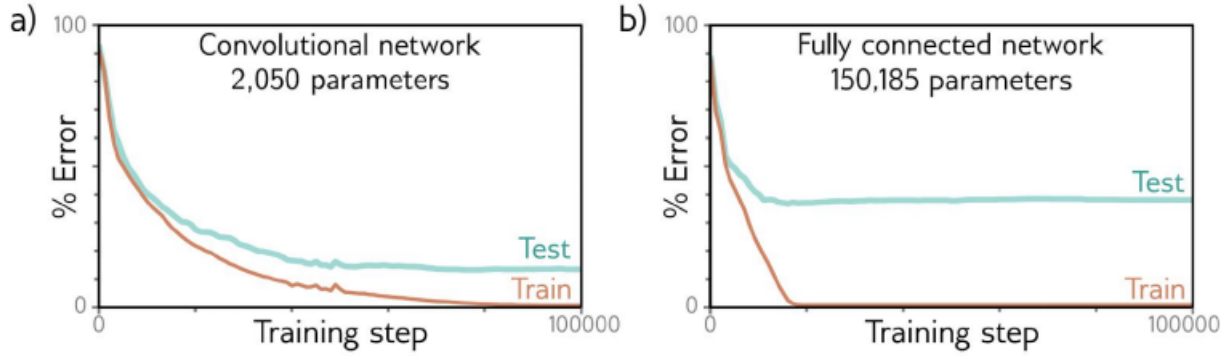 a)
100
Convolutional network
2,050 parameters
% Error
Test
Train
0
0
Training step
100000
b)
100
Fully connected network
150,185 parameters
% Error
Test
Train
0
0
Training step
100000